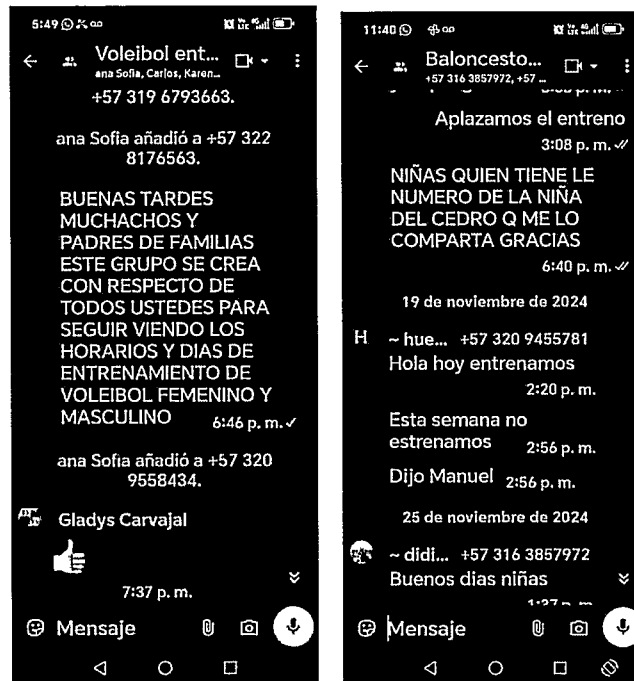 5:49
Voleibol ent...
ana Sofia, Carlos, Karen...
+57 319 6793663.
ana Sofia añadió a +57 322
8176563.
BUENAS TARDES
MUCHACHOS Y
PADRES DE FAMILIAS
ESTE GRUPO SE CREA
CON RESPECTO DE
TODOS USTEDES PARA
SEGUIR VIENDO LOS
HORARIOS Y DIAS DE
ENTRENAMIENTO DE
VOLEIBOL FEMENINO Y
MASCULINO
6:46 p. m.
ana Sofia añadió a +57 320
9558434.
Gladys Carvajal
7:37 p. m.
Mensaje
11:40
Baloncesto...
+57 316 3857972, +57 ...
Aplazamos el entreno
3:08 p. m.
NIÑAS QUIEN TIENE LE
NUMERO DE LA NIÑA
DEL CEDRO Q ME LO
COMPARTA GRACIAS
6:40 p. m.
19 de noviembre de 2024
H
~ hue... +57 320 9455781
Hola hoy entrenamos
2:20 p. m.
Esta semana no
estrenamos 2:56 p. m.
Dijo Manuel 2:56 p. m.
25 de noviembre de 2024
~ didi... +57 316 3857972
Buenos dias niñas
1:37 p. m.
Mensaje